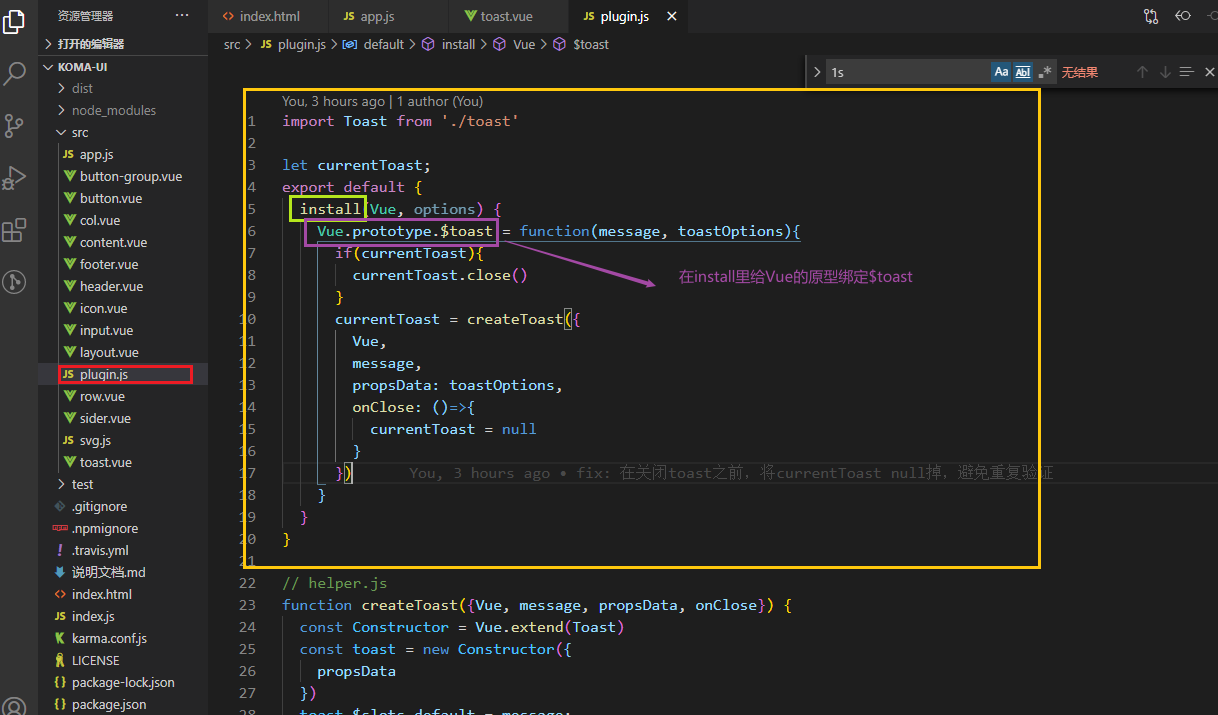 资源管理器
···
index.html
JS app.js
toast.vue
JS plugin.js
打开的编辑器
src > JS plugin.js > default > install > Vue > $toast
KOMA-UI
dist
node_modules
src
JS app.js
button-group.vue
button.vue
col.vue
content.vue
footer.vue
header.vue
icon.vue
input.vue
layout.vue
JS plugin.js
row.vue
sider.vue
JS svg.js
toast.vue
test
.gitignore
.npmignore
.travis.yml
说明文档.md
index.html
JS index.js
karma.conf.js
LICENSE
package-lock.json
package.json
1s
Aa Abl .*
无结果
You, 3 hours ago | 1 author (You)
1 import Toast from './toast'
2
3 let currentToast;
4 export default {
5 install(Vue, options) {
6 Vue.prototype.$toast = function(message, toastOptions){
7 if(currentToast){
8 currentToast.close()
9 }
10 currentToast = createToast({
11 Vue,
12 message,
13 propsData: toastOptions,
14 onClose: ()=>{
15 currentToast = null
16 }
17 }) You, 3 hours ago • fix: 在关闭toast之前，将currentToast null掉，避免重复验证
18 }
19 }
20 }
21
22 // helper.js
23 function createToast({Vue, message, propsData, onClose}) {
24 const Constructor = Vue.extend(Toast)
25 const toast = new Constructor({
26 propsData
27 })
28 toast.$slots.default = message;
在install里给Vue的原型绑定$toast